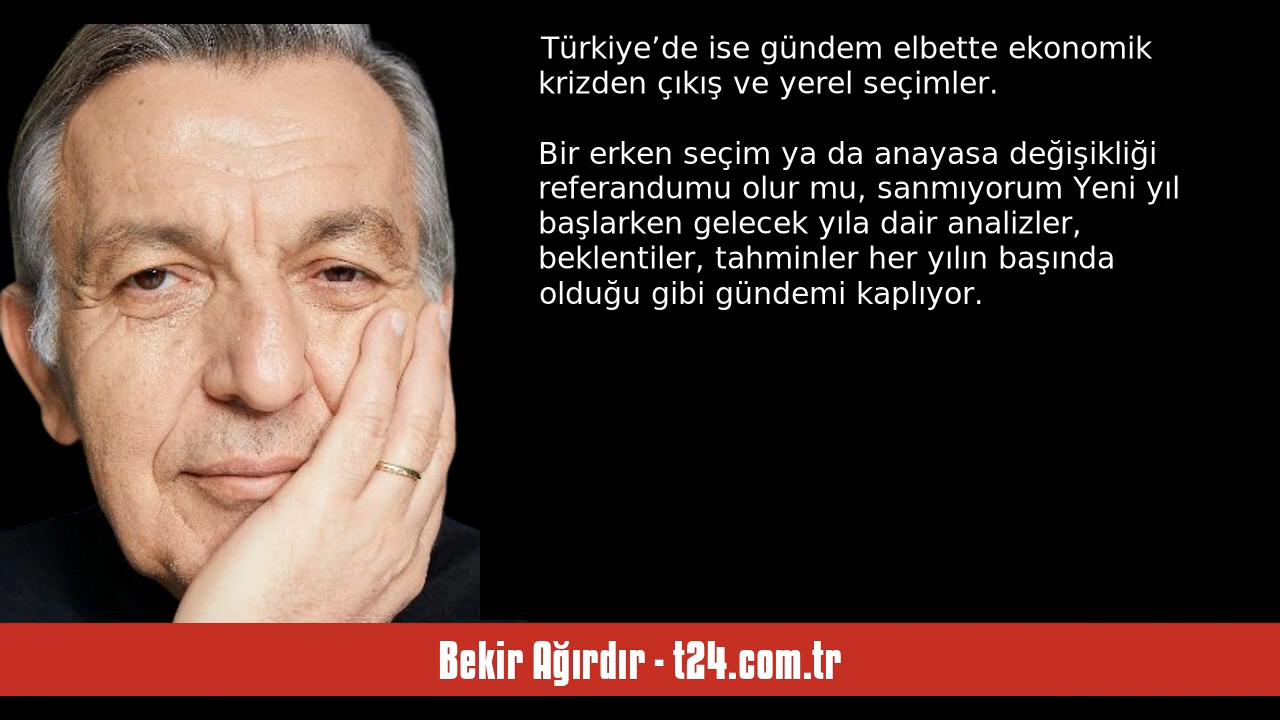 Türkiye’de ise gündem elbette ekonomik
krizden çıkış ve yerel seçimler.
Bir erken seçim ya da anayasa değişikliği
referandumu olur mu, sanmıyorum Yeni yıl
başlarken gelecek yıla dair analizler,
beklentiler, tahminler her yılın başında
olduğu gibi gündemi kaplıyor.
Bekir Ağırdır - t24.com.tr